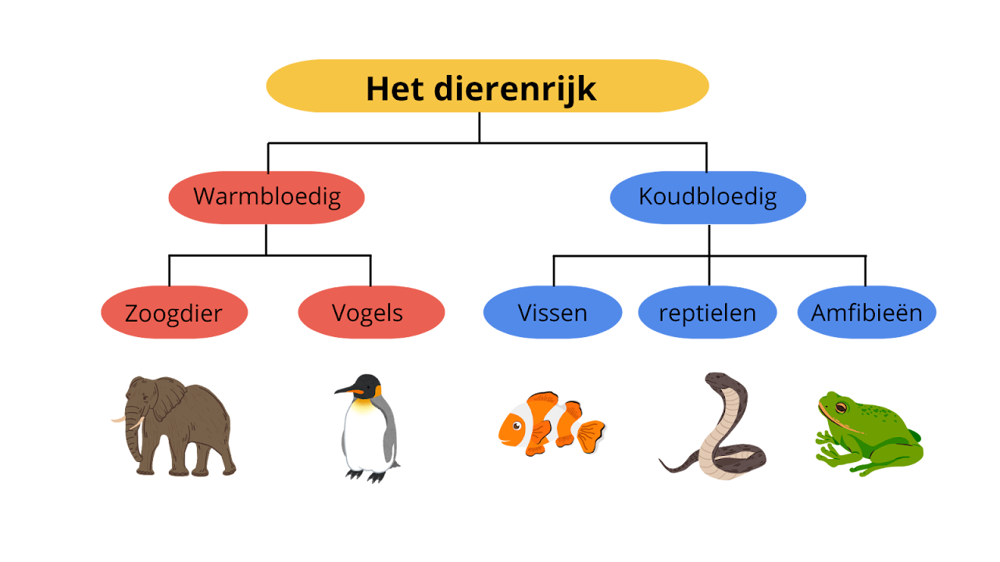 Het dierenrijk
Warmbloedig
Koudbloedig
Zoogdier
Vogels
Vissen
reptielen
Amfibieën